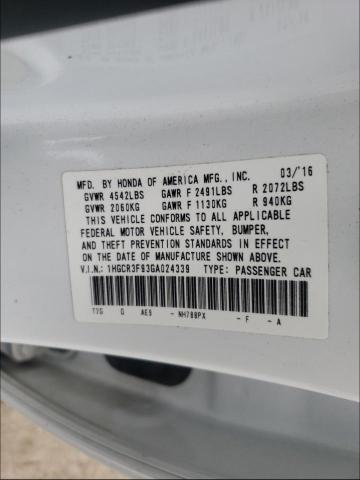 MFD. BY HONDA OF AMERICA MFG., INC. 03/'16
GVWR 4542LBS GAWR F 2491LBS R 2072LBS
GVWR 2060KG GAWR F 1130KG R 940KG
THIS VEHICLE CONFORMS TO ALL APPLICABLE
FEDERAL MOTOR VEHICLE SAFETY, BUMPER,
AND THEFT PREVENTION STANDARDS IN EFFECT
ON THE DATE OF MANUFACTURE SHOWN ABOVE.
V.I.N.: 1HGCR3F93GA024339 TYPE: PASSENGER CAR
AE9 - NH788PX - F - A